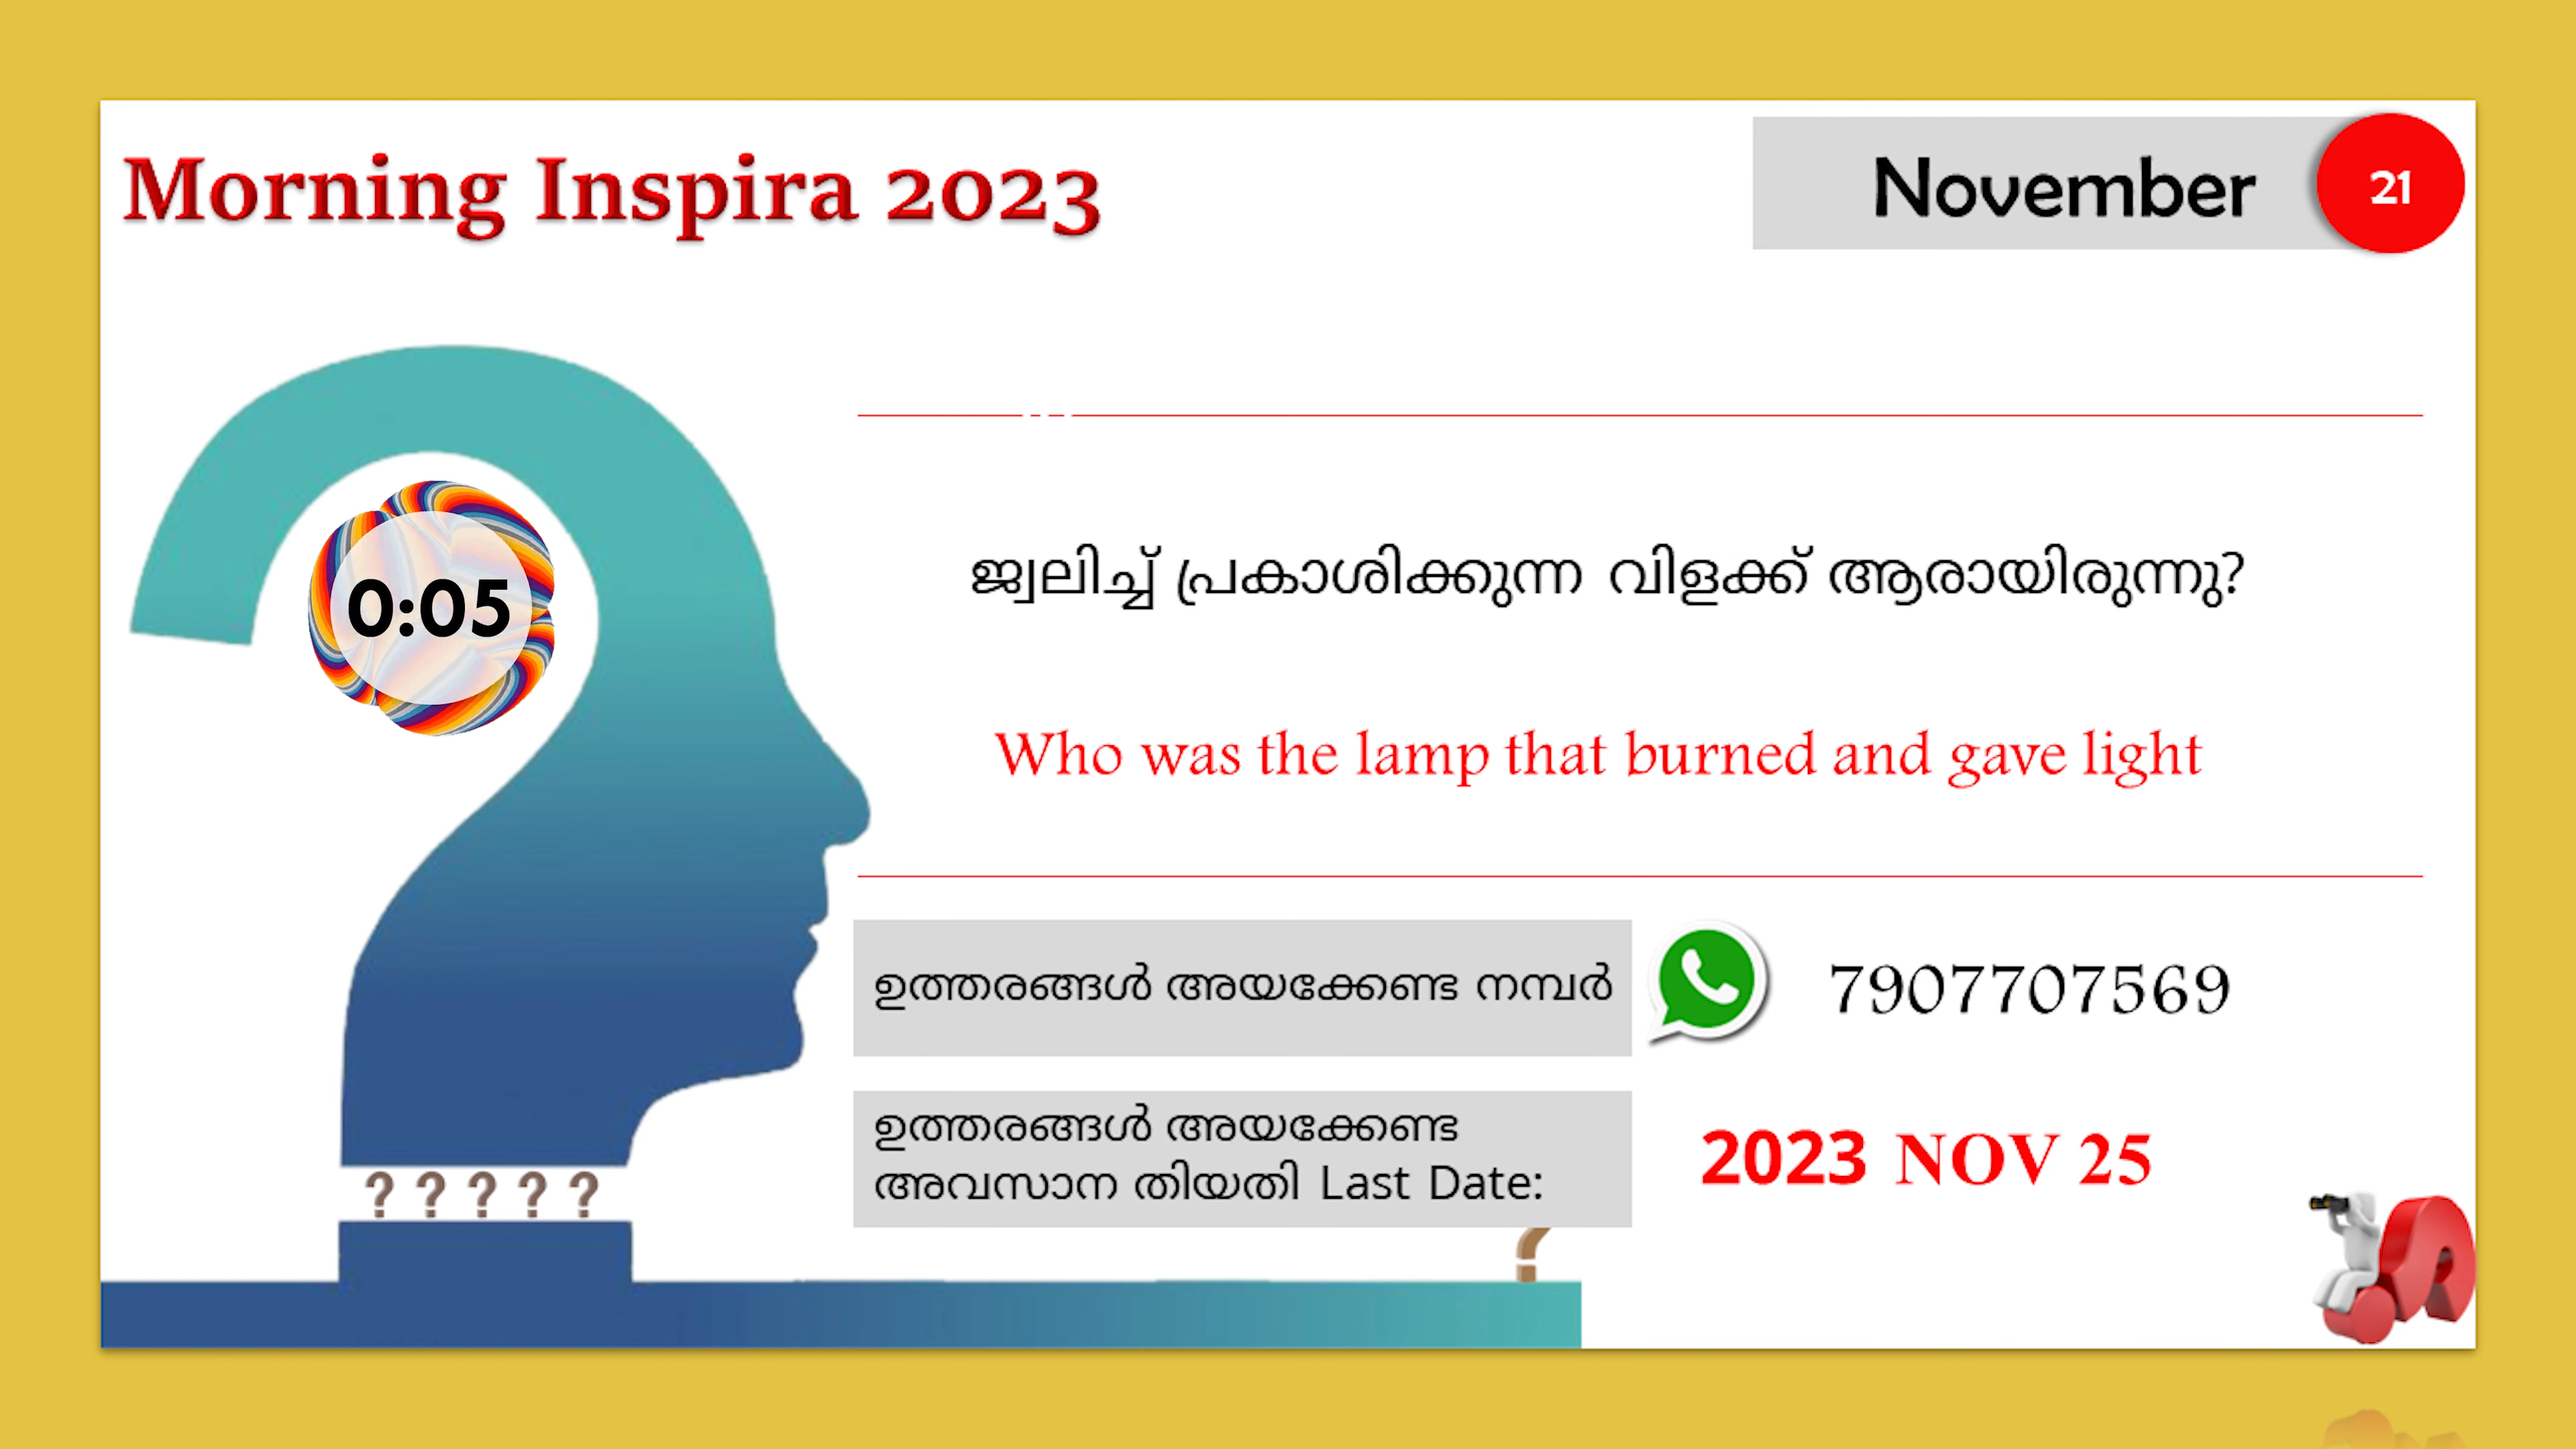 Morning Inspira 2023
November 21
0:05
ജ്വലിച്ച് പ്രകാശിക്കുന്ന വിളക്ക് ആരായിരുന്നു?
Who was the lamp that burned and gave light
ഉത്തരങ്ങൾ അയക്കേണ്ട നമ്പർ
7907707569
ഉത്തരങ്ങൾ അയക്കേണ്ട
അവസാന തിയതി Last Date:
2023 NOV 25
? ? ? ? ?